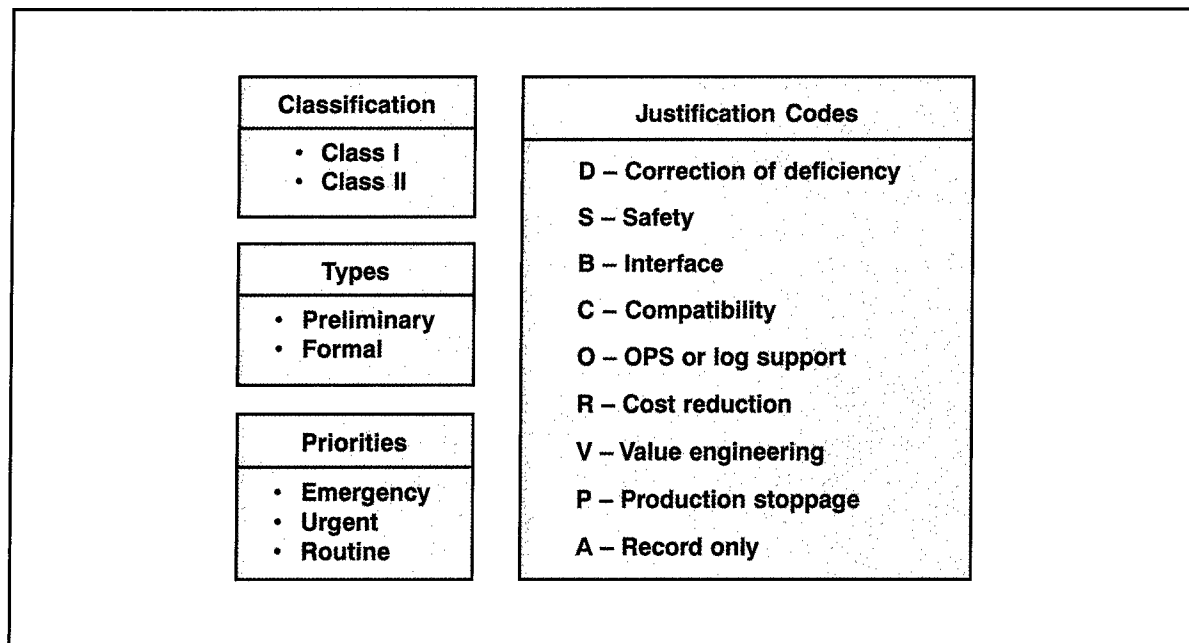 Classification
• Class I
• Class II
Types
• Preliminary
• Formal
Priorities
• Emergency
• Urgent
• Routine
Justification Codes
D – Correction of deficiency
S – Safety
B – Interface
C – Compatibility
O – OPS or log support
R – Cost reduction
V – Value engineering
P – Production stoppage
A – Record only